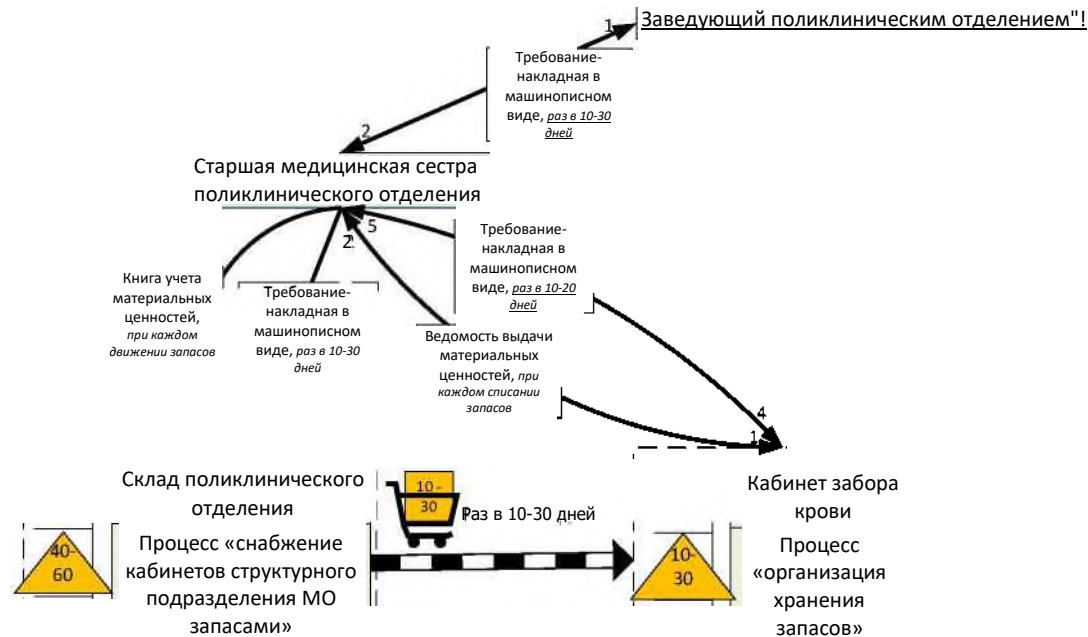 1
Заведующий поликлиническим отделением"!
Требование-
накладная в
машинописном
виде, раз в 10-30
дней
2
Старшая медицинская сестра
поликлинического отделения
5
2
Требование-
накладная в
машинописном
виде, раз в 10-20
дней
Книга учета
материальных
ценностей,
при каждом
движении запасов
Требование-
накладная в
машинописном
виде, раз в 10-30
дней
Ведомость выдачи
материальных
ценностей, при
каждом списании
запасов
4
1
Склад поликлинического
отделения
10-
30
Раз в 10-30 дней
Кабинет забора
крови
40-
60
Процесс «снабжение
кабинетов структурного
подразделения МО
запасами»
10-
30
Процесс
«организация
хранения
запасов»